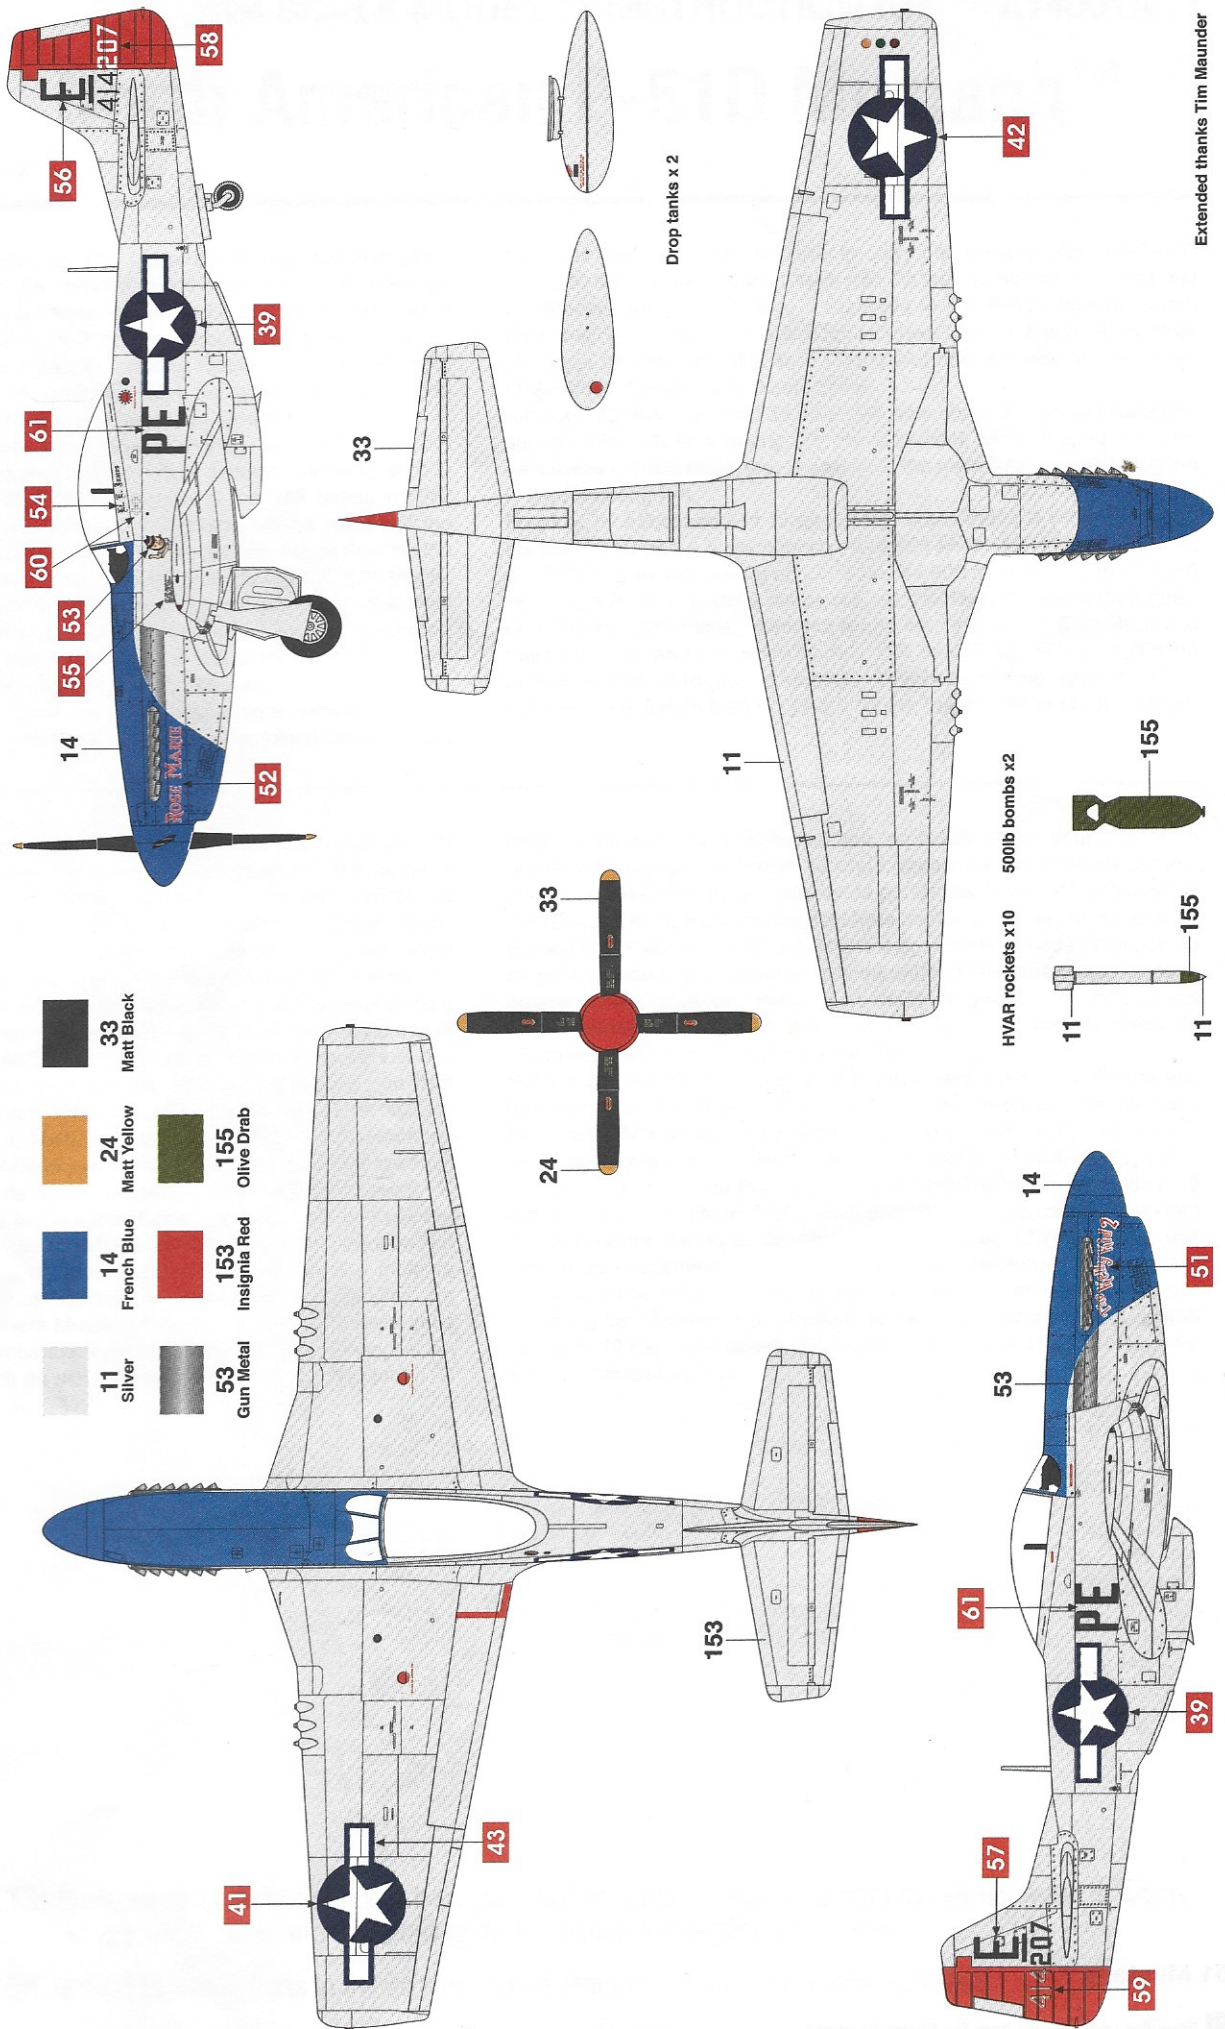 11
Silver
14
French Blue
24
Matt Yellow
33
Matt Black
53
Gun Metal
153
Insignia Red
155
Olive Drab
14
55
53
60
54
61
PE
39
56
E
414207
58
ROSE MARIE
52
41
43
153
24
33
33
Drop tanks x 2
11
42
HVAR rockets x10
11
155
11
500lb bombs x2
155
57
E
414207
59
61
PE
39
53
14
51
Extended thanks Tim Maunder